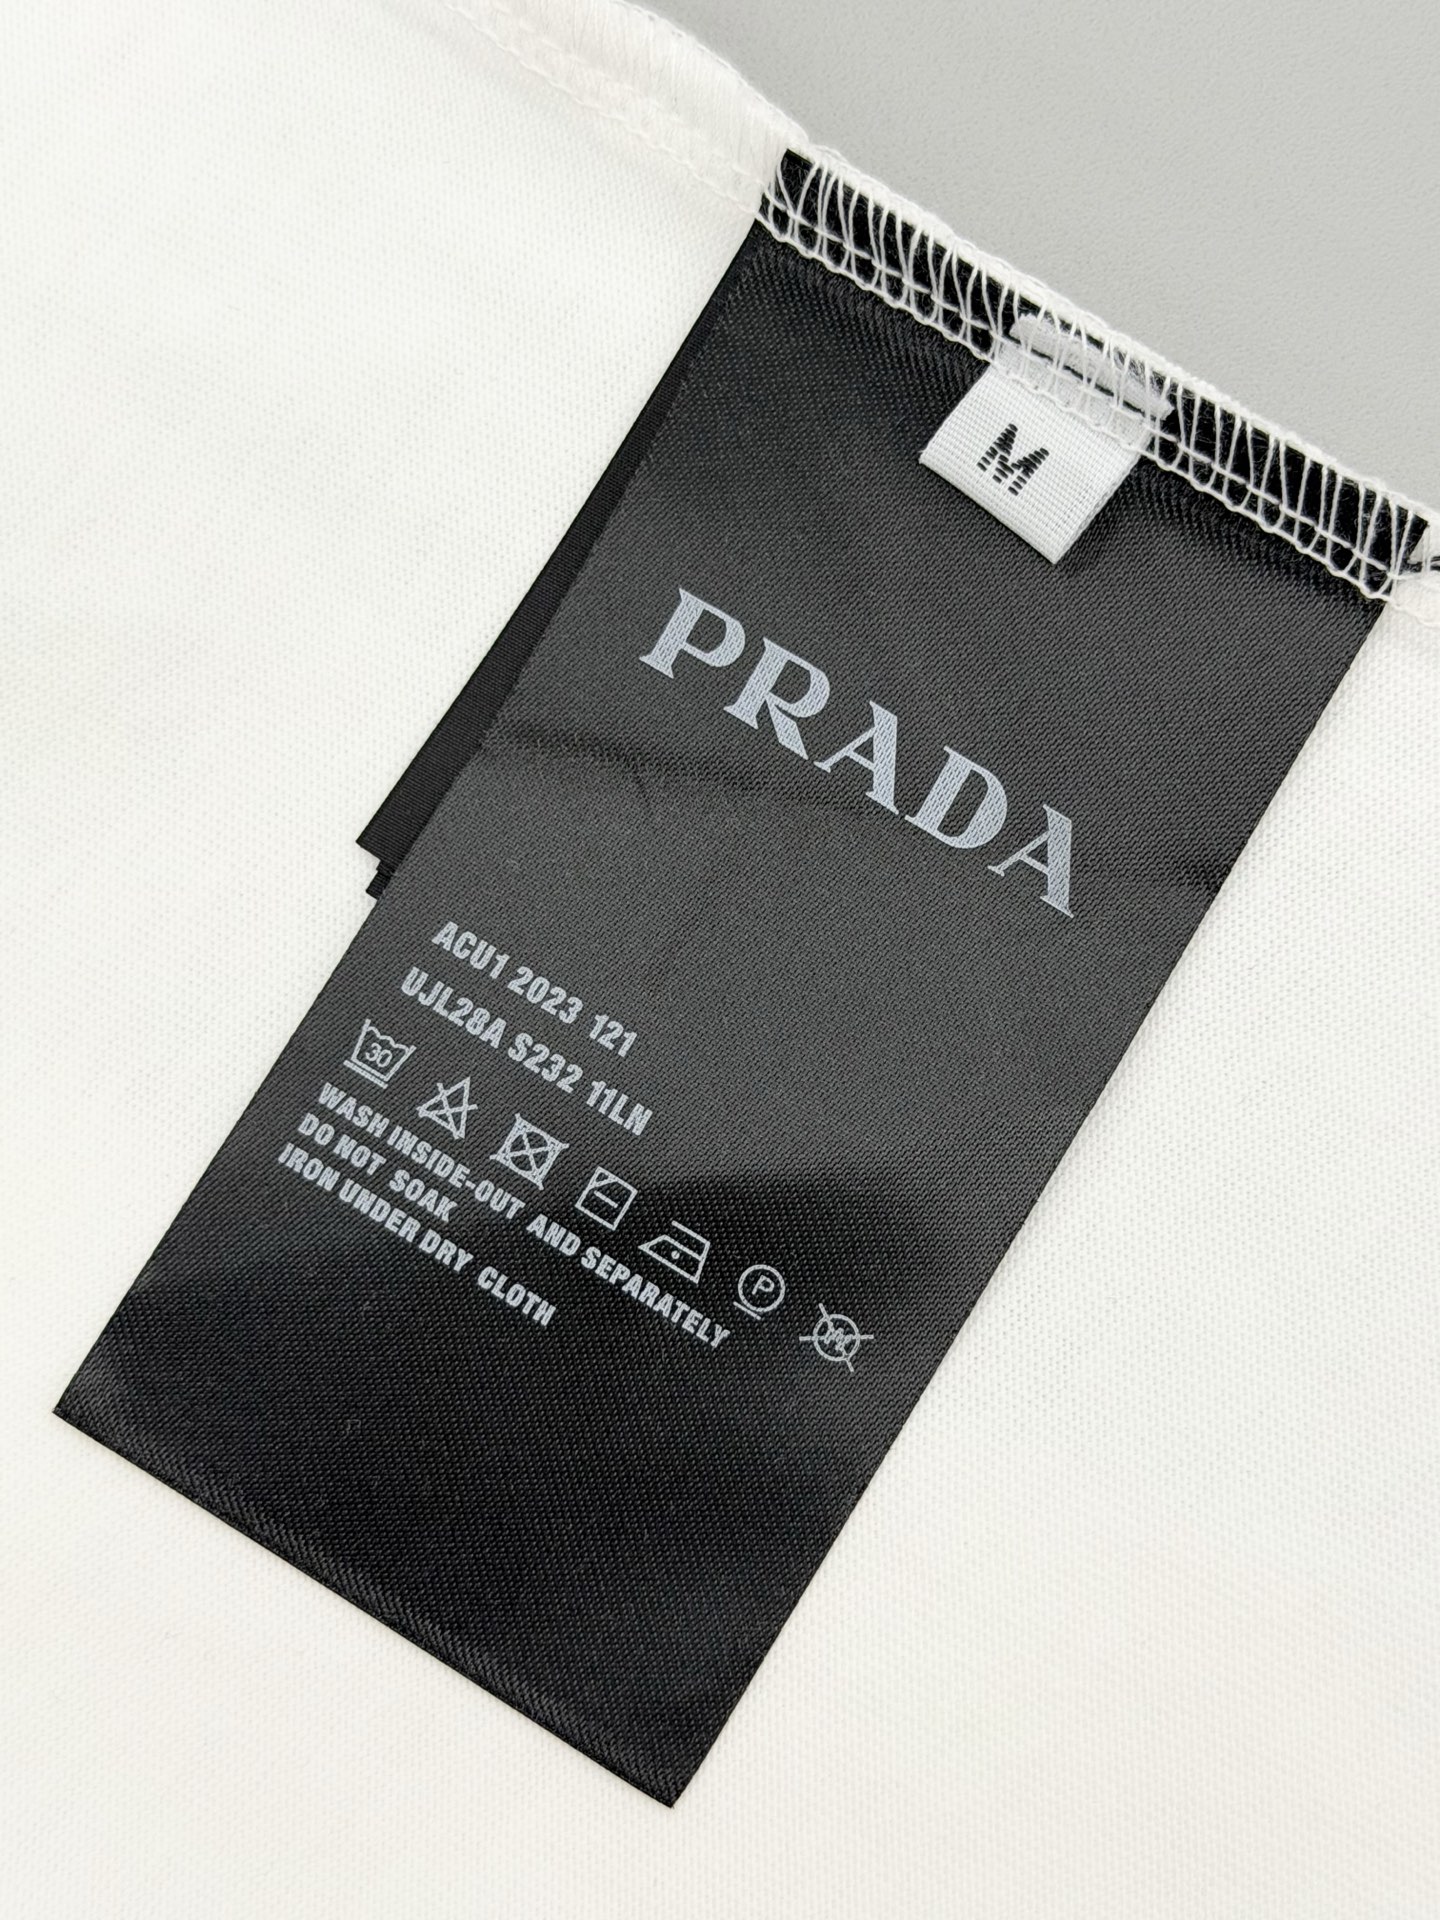 M
PRADA
ACU1 2023 121
UJL28A S232 11LN
30
P
W
WASH INSIDE-OUT AND SEPARATELY
DO NOT SOAK
IRON UNDER DRY CLOTH